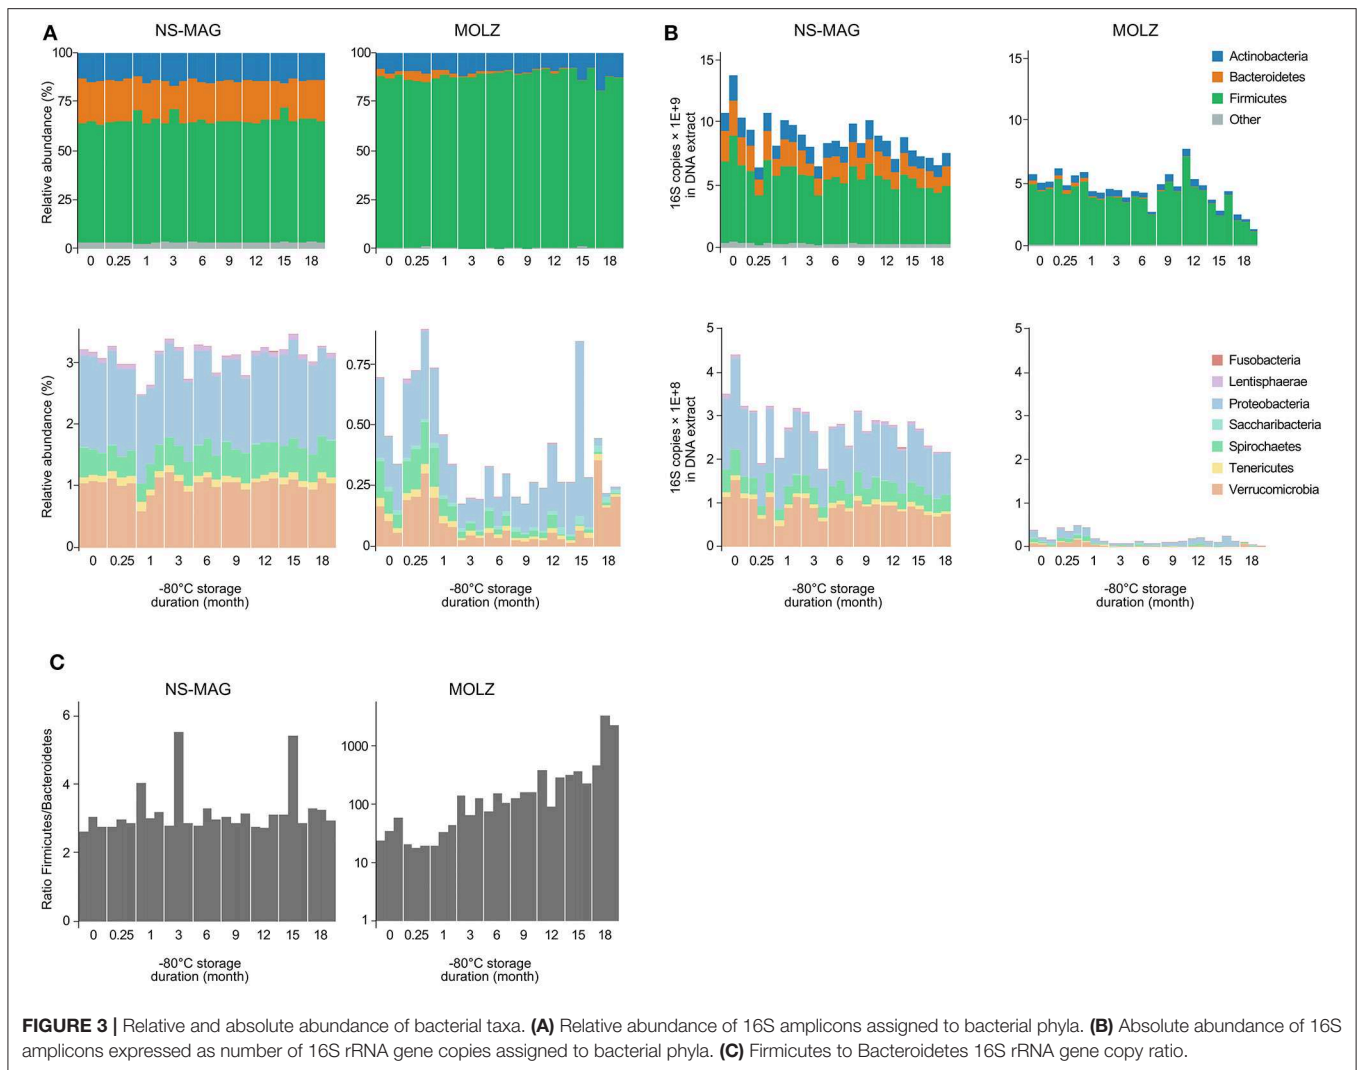 A
NS-MAG
MOLZ
Relative abundance (%)
100
75
50
25
0
0 0.25 1 3 6 9 12 15 18
100
75
50
25
0
0 0.25 1 3 6 9 12 15 18
B
NS-MAG
MOLZ
16S copies × 1E+9
in DNA extract
15
10
5
0
0 0.25 1 3 6 9 12 15 18
15
10
5
0
0 0.25 1 3 6 9 12 15 18
Actinobacteria
Bacteroidetes
Firmicutes
Other
Relative abundance (%)
3
2
1
0
0 0.25 1 3 6 9 12 15 18
-80°C storage
duration (month)
0.75
0.50
0.25
0
0 0.25 1 3 6 9 12 15 18
-80°C storage
duration (month)
16S copies × 1E+8
in DNA extract
5
4
3
2
1
0
0 0.25 1 3 6 9 12 15 18
-80°C storage
duration (month)
5
4
3
2
1
0
0 0.25 1 3 6 9 12 15 18
-80°C storage
duration (month)
Fusobacteria
Lentisphaerae
Proteobacteria
Saccharibacteria
Spirochaetes
Tenericutes
Verrucomicrobia
C
NS-MAG
MOLZ
Ratio Firmicutes/Bacteroidetes
6
4
2
0
0 0.25 1 3 6 9 12 15 18
-80°C storage
duration (month)
1000
100
10
1
0 0.25 1 3 6 9 12 15 18
-80°C storage
duration (month)
FIGURE 3 | Relative and absolute abundance of bacterial taxa. (A) Relative abundance of 16S amplicons assigned to bacterial phyla. (B) Absolute abundance of 16S
amplicons expressed as number of 16S rRNA gene copies assigned to bacterial phyla. (C) Firmicutes to Bacteroidetes 16S rRNA gene copy ratio.